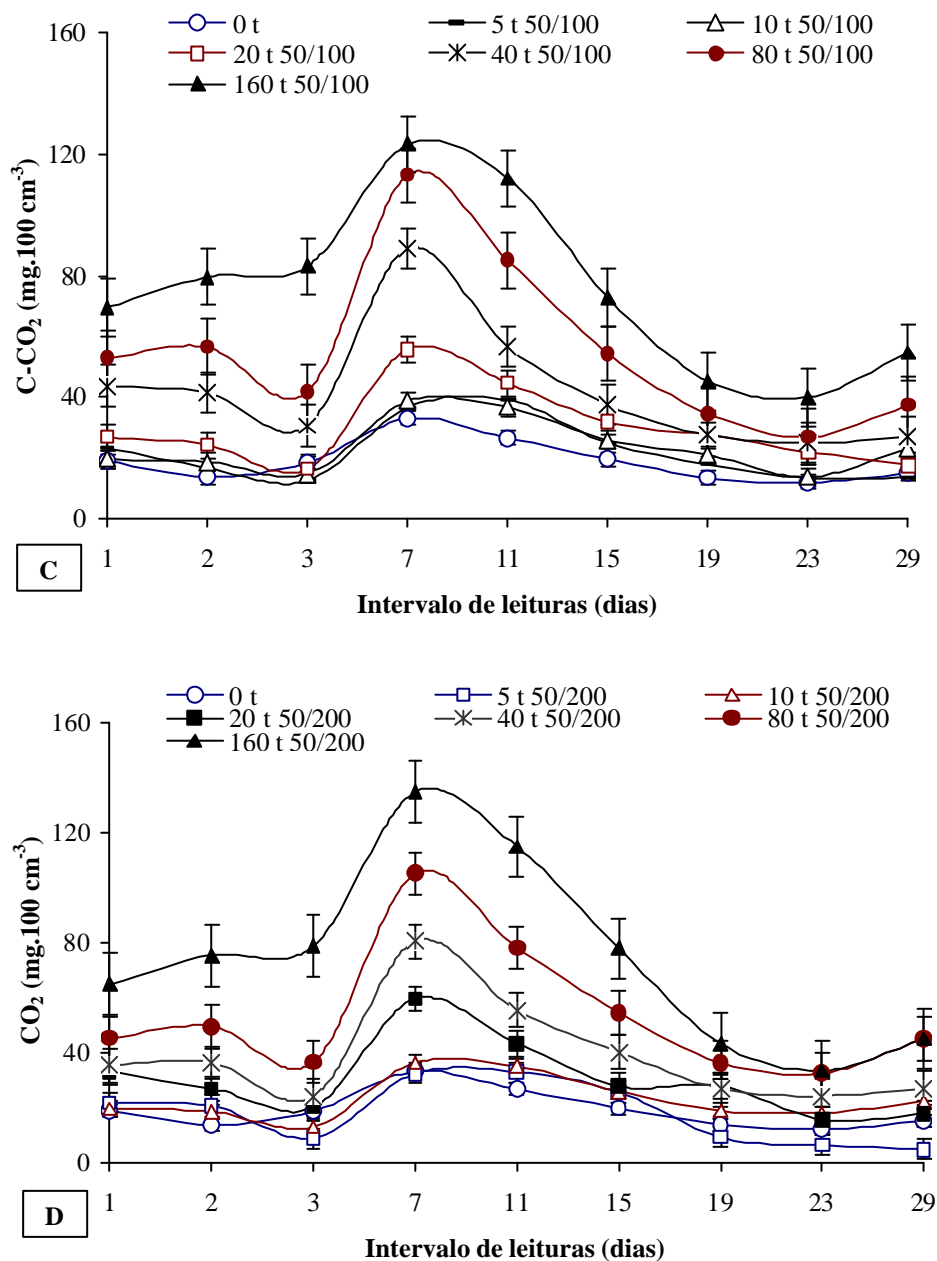 160
120
80
40
0
C-CO₂ (mg.100 cm⁻³)
0 t
5 t 50/100
10 t 50/100
20 t 50/100
40 t 50/100
80 t 50/100
160 t 50/100
1 2 3 7 11 15 19 23 29
C
Intervalo de leituras (dias)
160
120
80
40
0
CO₂ (mg.100 cm⁻³)
0 t
5 t 50/200
10 t 50/200
20 t 50/200
40 t 50/200
80 t 50/200
160 t 50/200
1 2 3 7 11 15 19 23 29
D
Intervalo de leituras (dias)